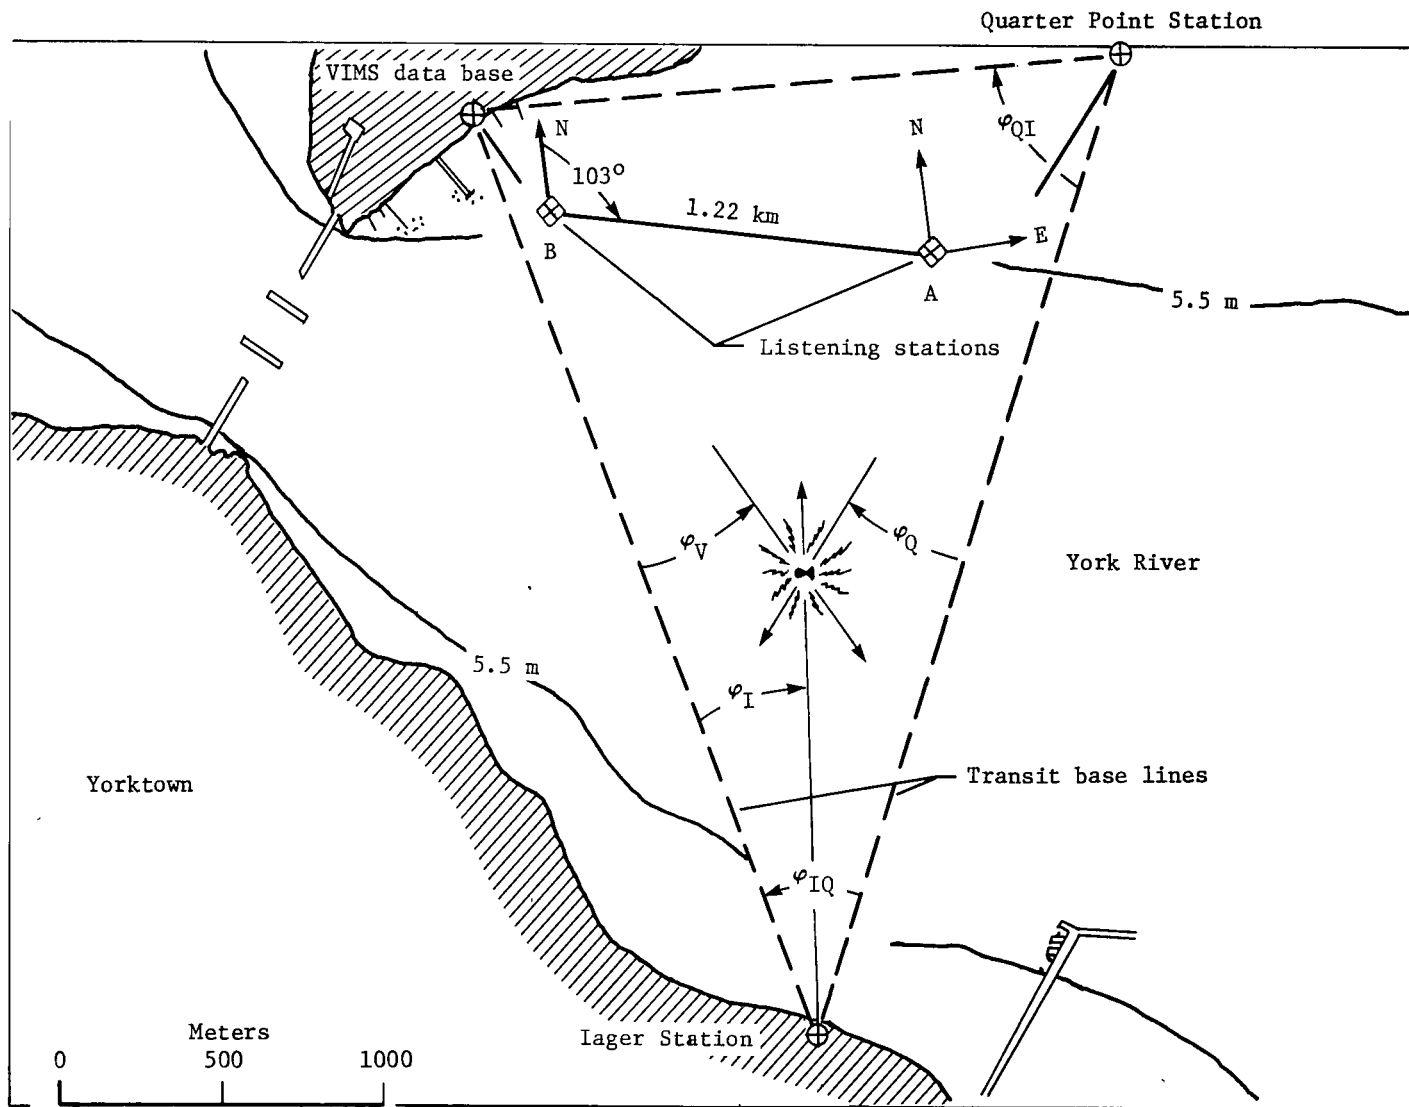 Quarter Point Station
VIMS data base
N
φQI
N
103°
1.22 km
E
B
A
5.5 m
Listening stations
φV
φQ
York River
5.5 m
φI
Yorktown
Transit base lines
φIQ
Meters
Iager Station
0 500 1000